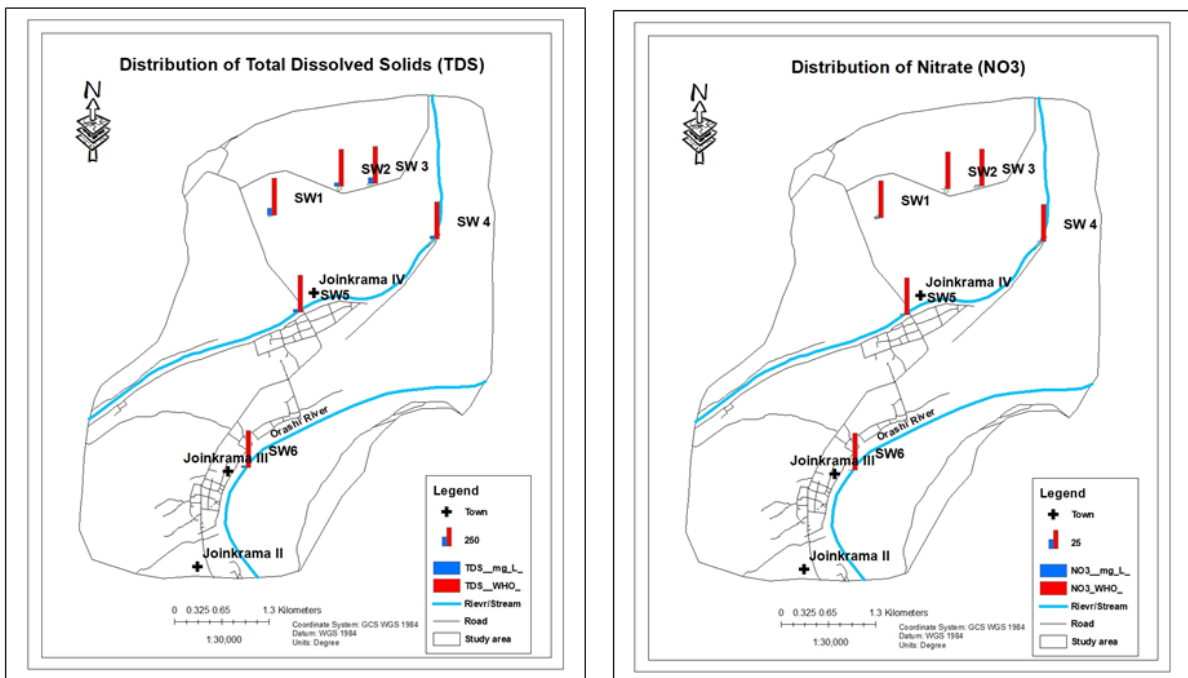 Distribution of Total Dissolved Solids (TDS)
N
SW2
SW 3
SW1
SW 4
Joinkrama IV
SW5
Orashi River
SW6
Joinkrama III
Joinkrama II
Legend
Town
250
TDS__mg_L_
TDS__WHO_
Rievr/Stream
Road
Study area
0 0.325 0.65 1.3 Kilometers
1:30,000
Coordinate System: GCS WGS 1984
Datum: WGS 1984
Units: Degree
Distribution of Nitrate (NO3)
N
SW2
SW 3
SW1
SW 4
Joinkrama IV
SW5
Orashi River
SW6
Joinkrama III
Joinkrama II
Legend
Town
25
NO3__mg_L_
NO3_WHO_
Rievr/Stream
Road
Study area
0 0.325 0.65 1.3 Kilometers
1:30,000
Coordinate System: GCS WGS 1984
Datum: WGS 1984
Units: Degree